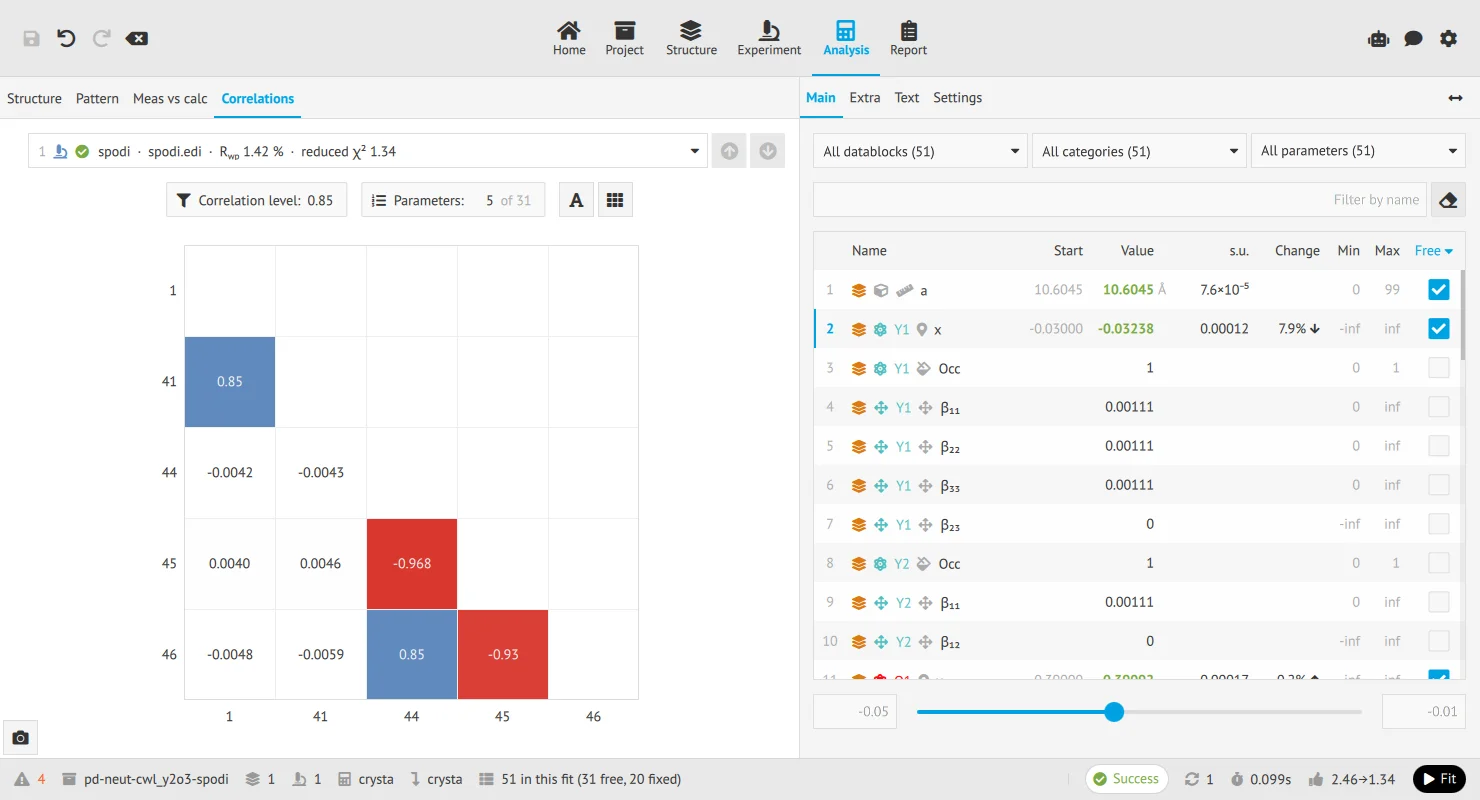 Home Project Structure Experiment Analysis Report
Structure Pattern Meas vs calc Correlations
Main Extra Text Settings
1 spodi · spodi.edi · Rwp 1.42 % · reduced χ² 1.34
All datablocks (51) All categories (51) All parameters (51)
Correlation level: 0.85 Parameters: 5 of 31 A
Filter by name
1
41 0.85
44 -0.0042 -0.0043
45 0.0040 0.0046 -0.968
46 -0.0048 -0.0059 0.85 -0.93
1 41 44 45 46
Name Start Value s.u. Change Min Max Free
1 a 10.6045 10.6045 Å 7.6×10⁻⁵ 0 99
2 Y1 x -0.03000 -0.03238 0.00012 7.9% -inf inf
3 Y1 Occ 1 0 1
4 Y1 β₁₁ 0.00111 0 inf
5 Y1 β₂₂ 0.00111 0 inf
6 Y1 β₃₃ 0.00111 0 inf
7 Y1 β₂₃ 0 -inf inf
8 Y2 Occ 1 0 1
9 Y2 β₁₁ 0.00111 0 inf
10 Y2 β₁₂ 0 -inf inf
-0.05 -0.01
4 pd-neut-cwl_y2o3-spodi 1 1 crysta crysta 51 in this fit (31 free, 20 fixed) Success 1 0.099s 2.46→1.34 Fit